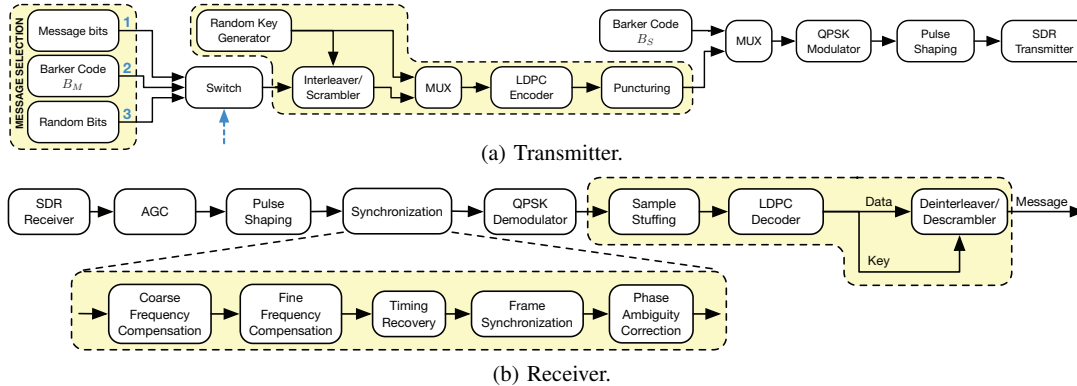 MESSAGE SELECTION
Message bits
1
Barker Code
B_M
2
Random Bits
3
Switch
Random Key
Generator
Interleaver/
Scrambler
MUX
LDPC
Encoder
Puncturing
Barker Code
B_S
MUX
QPSK
Modulator
Pulse
Shaping
SDR
Transmitter
(a) Transmitter.
SDR
Receiver
AGC
Pulse
Shaping
Synchronization
QPSK
Demodulator
Sample
Stuffing
LDPC
Decoder
Data
Key
Deinterleaver/
Descrambler
Message
Coarse
Frequency
Compensation
Fine
Frequency
Compensation
Timing
Recovery
Frame
Synchronization
Phase
Ambiguity
Correction
(b) Receiver.